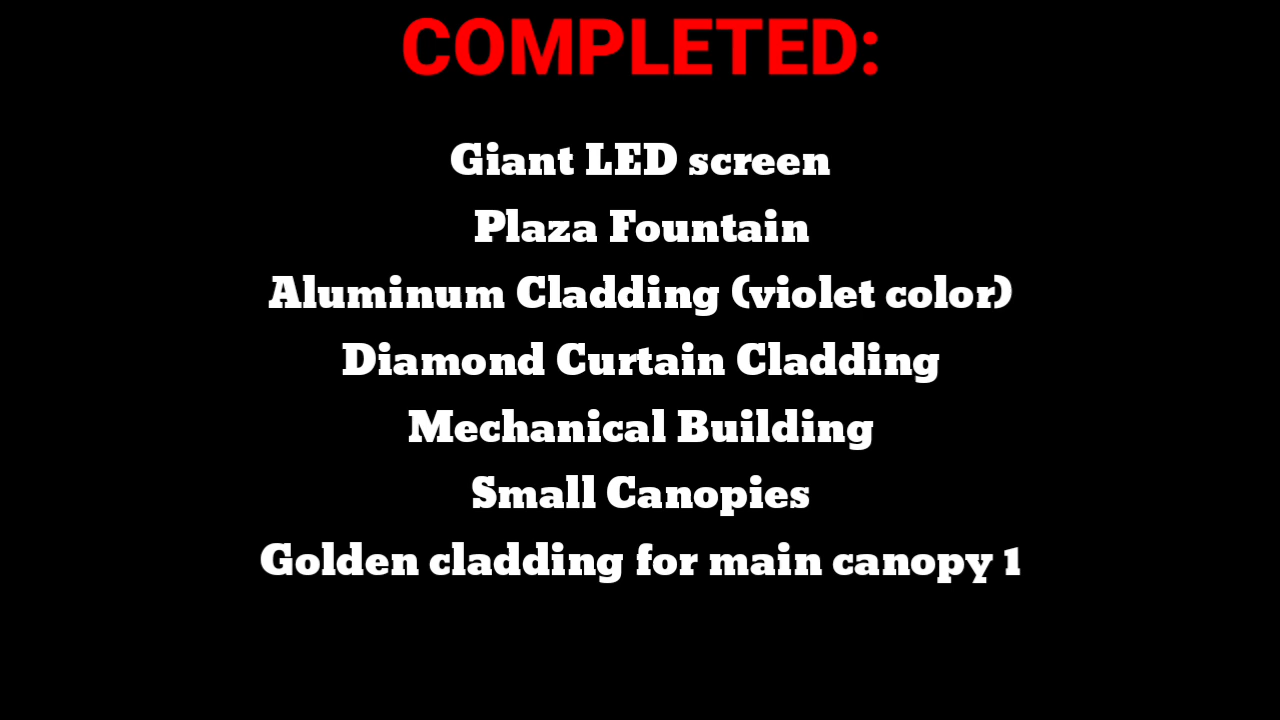 COMPLETED:
Giant LED screen
Plaza Fountain
Aluminum Cladding (violet color)
Diamond Curtain Cladding
Mechanical Building
Small Canopies
Golden cladding for main canopy 1